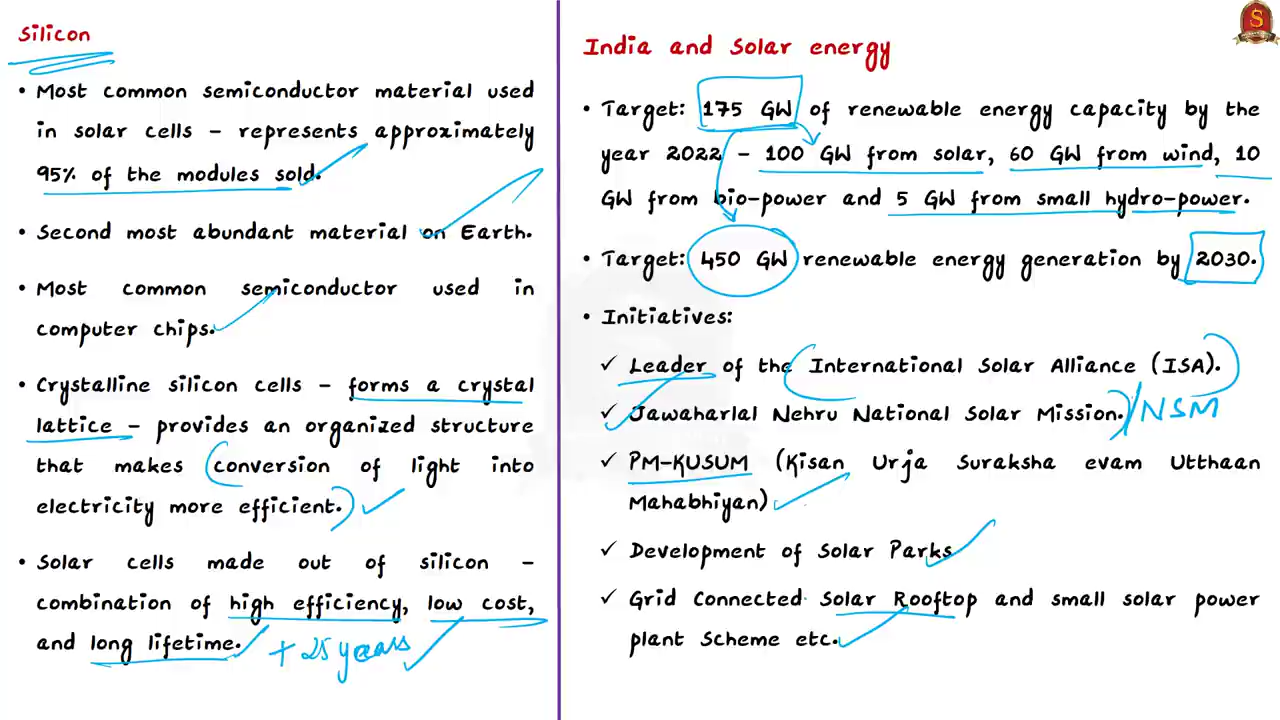 Silicon
• Most common semiconductor material used
in solar cells – represents approximately
95% of the modules sold.
• Second most abundant material on Earth.
• Most common semiconductor used in
computer chips.
• Crystalline silicon cells – forms a crystal
lattice – provides an organized structure
that makes conversion of light into
electricity more efficient.
• Solar cells made out of silicon –
combination of high efficiency, low cost,
and long lifetime. + 25 years
India and Solar energy
• Target: 175 GW of renewable energy capacity by the
year 2022 – 100 GW from solar, 60 GW from wind, 10
GW from bio-power and 5 GW from small hydro-power.
• Target: 450 GW renewable energy generation by 2030.
• Initiatives:
✓ Leader of the International Solar Alliance (ISA).
✓ Jawaharlal Nehru National Solar Mission. / NSM
✓ PM-KUSUM (Kisan Urja Suraksha evam Utthaan
Mahabhiyan)
✓ Development of Solar Parks
✓ Grid Connected Solar Rooftop and small solar power
plant Scheme etc.
S